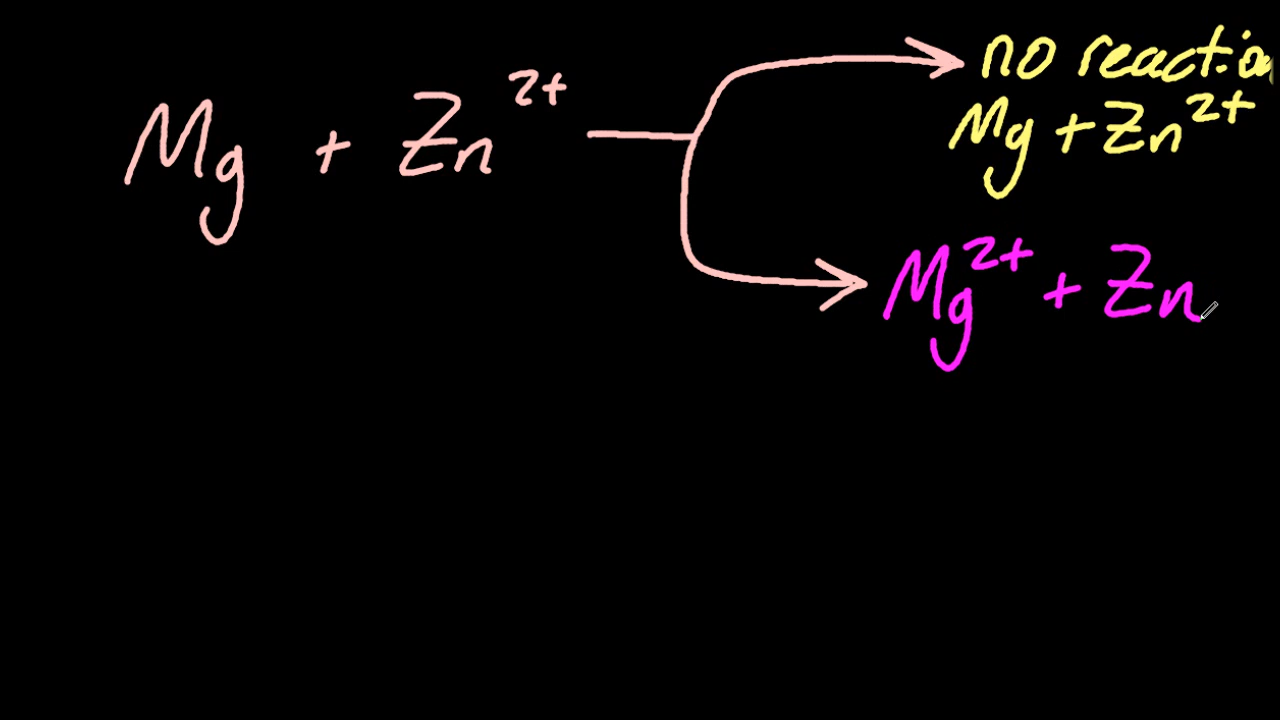 Mg + Zn²⁺
no reaction
Mg + Zn²⁺
Mg²⁺ + Zn